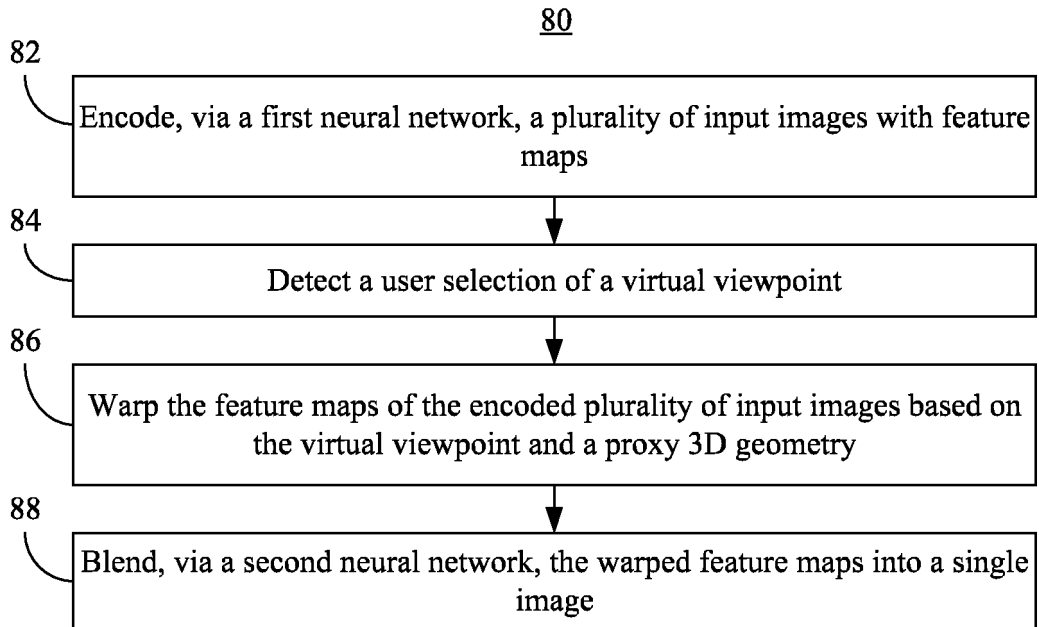 80
82
Encode, via a first neural network, a plurality of input images with feature
maps
84
Detect a user selection of a virtual viewpoint
86
Warp the feature maps of the encoded plurality of input images based on
the virtual viewpoint and a proxy 3D geometry
88
Blend, via a second neural network, the warped feature maps into a single
image